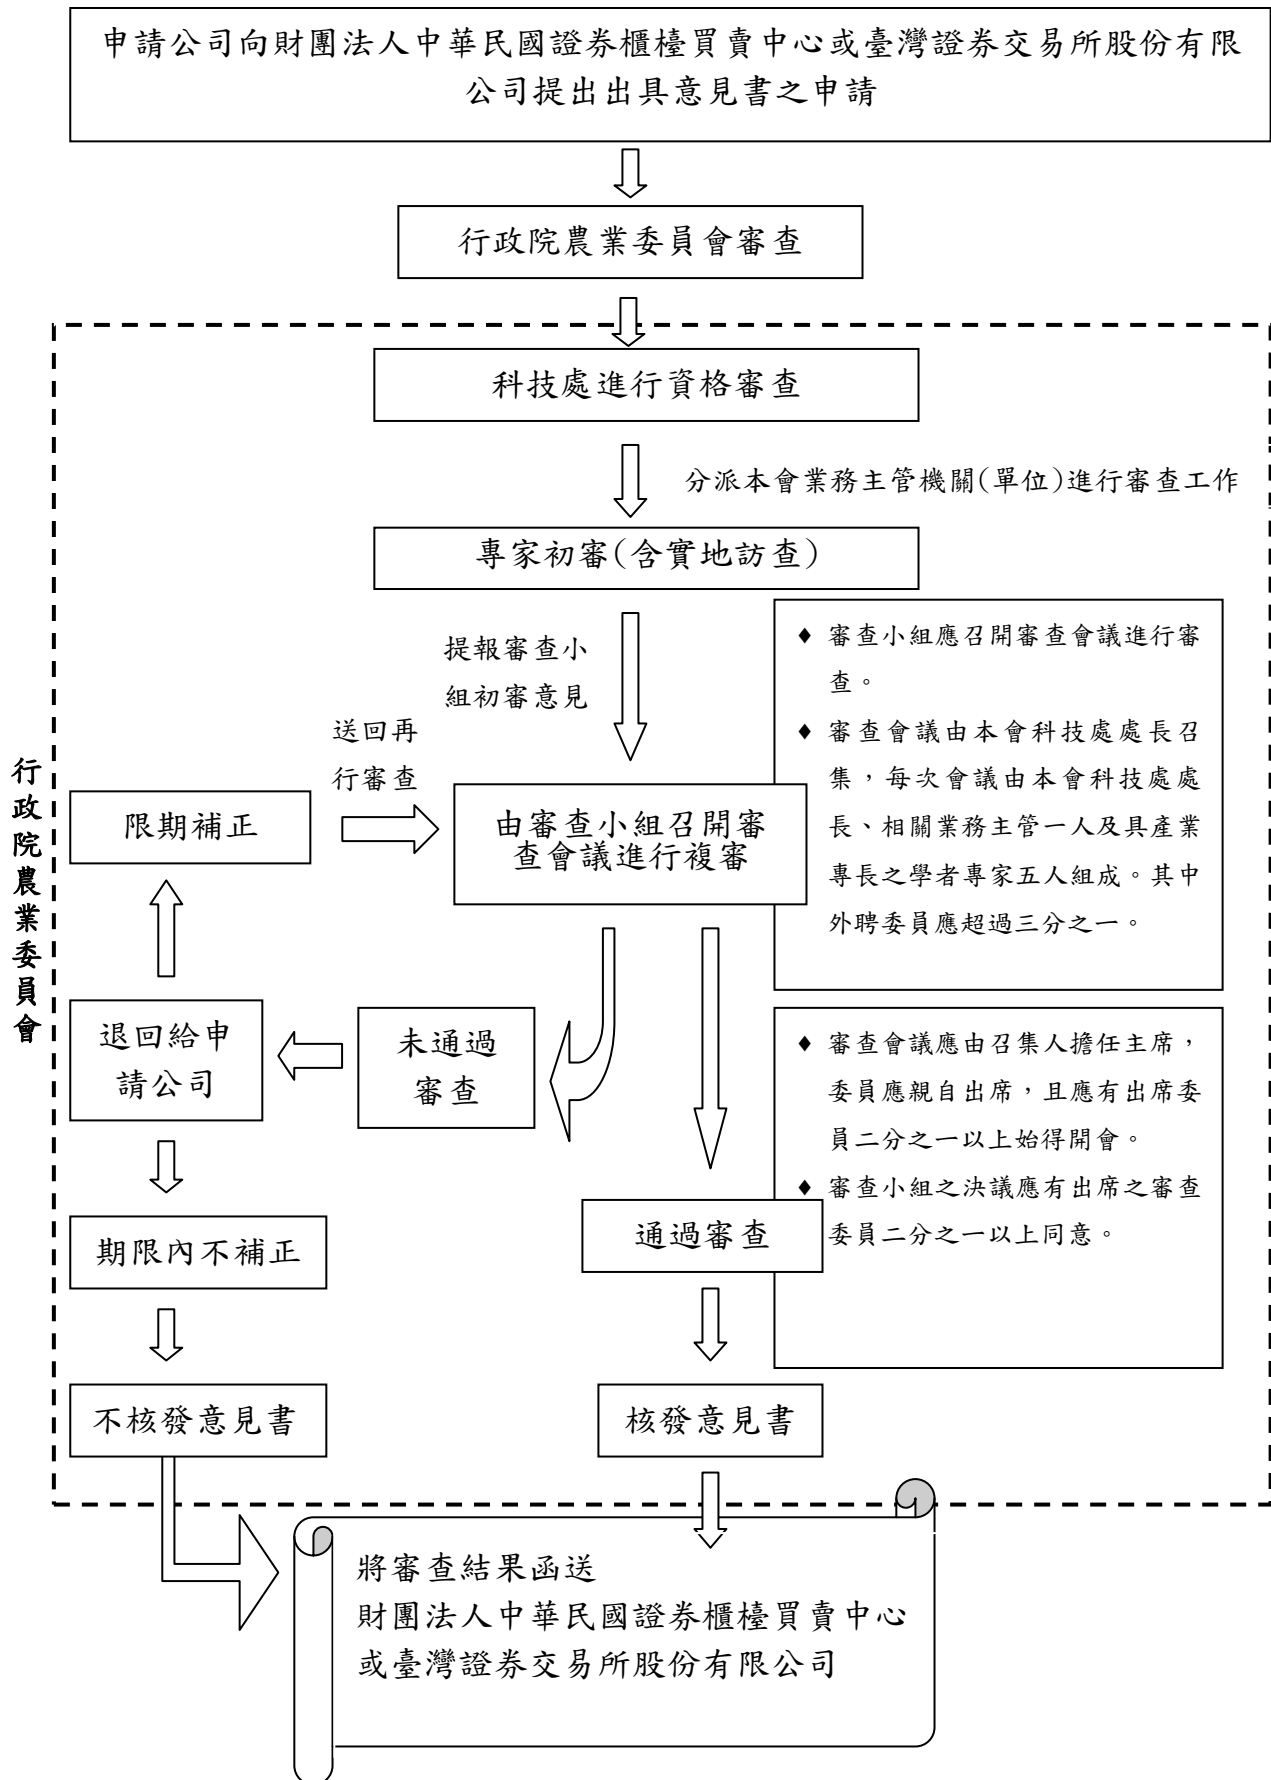 申請公司向財團法人中華民國證券櫃檯買賣中心或臺灣證券交易所股份有限
公司提出出具意見書之申請
行政院農業委員會審查
科技處進行資格審查
分派本會業務主管機關(單位)進行審查工作
專家初審(含實地訪查)
提報審查小
組初審意見
♦ 審查小組應召開審查會議進行審
查。
♦ 審查會議由本會科技處處長召
集，每次會議由本會科技處處
長、相關業務主管一人及具產業
專長之學者專家五人組成。其中
外聘委員應超過三分之一。
送回再
行審查
行政院農業委員會
限期補正
由審查小組召開審
查會議進行複審
退回給申
請公司
未通過
審查
♦ 審查會議應由召集人擔任主席，
委員應親自出席，且應有出席委
員二分之一以上始得開會。
♦ 審查小組之決議應有出席之審查
委員二分之一以上同意。
期限內不補正
通過審查
不核發意見書
核發意見書
將審查結果函送
財團法人中華民國證券櫃檯買賣中心
或臺灣證券交易所股份有限公司